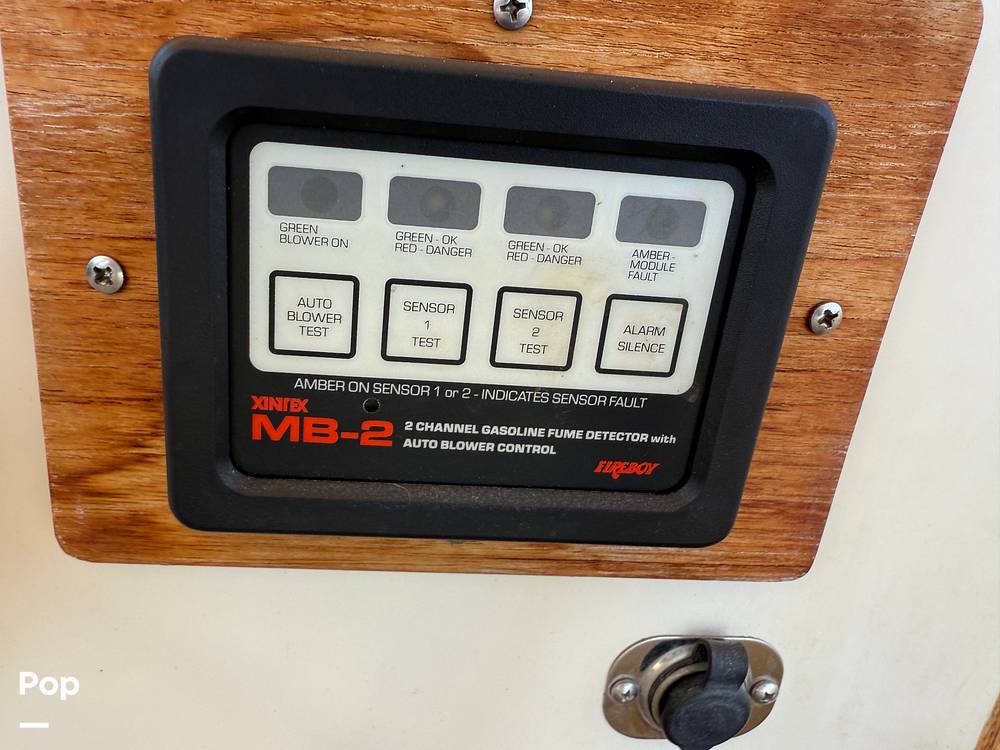 GREEN
BLOWER ON
GREEN - OK
RED - DANGER
GREEN - OK
RED - DANGER
AMBER -
MODULE
FAULT
AUTO
BLOWER
TEST
SENSOR
1
TEST
SENSOR
2
TEST
ALARM
SILENCE
AMBER ON SENSOR 1 or 2 - INDICATES SENSOR FAULT
XINTEX
MB-2
2 CHANNEL GASOLINE FUME DETECTOR with
AUTO BLOWER CONTROL
FIREBOY
Pop